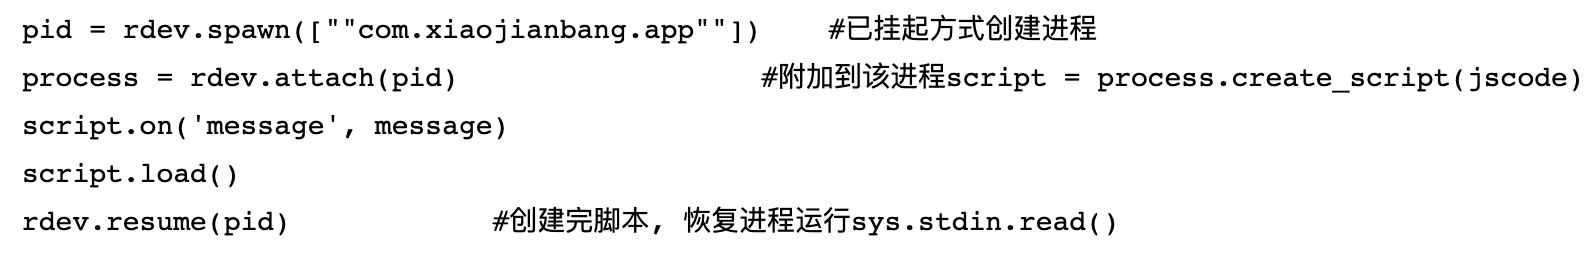 pid = rdev.spawn([""com.xiaojianbang.app""])    #已挂起方式创建进程
process = rdev.attach(pid)                  #附加到该进程script = process.create_script(jscode)
script.on('message', message)
script.load()
rdev.resume(pid)            #创建完脚本, 恢复进程运行sys.stdin.read()